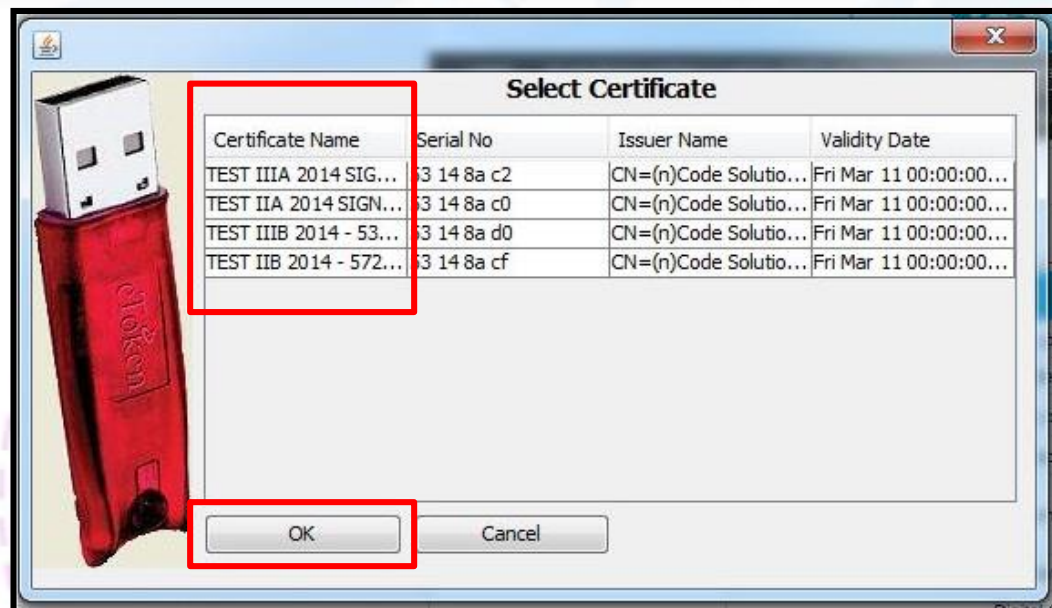 Select Certificate
Certificate Name Serial No Issuer Name Validity Date
TEST IIIA 2014 SIG... 53 14 8a c2 CN=(n)Code Solutio... Fri Mar 11 00:00:00...
TEST IIA 2014 SIGN... 53 14 8a c0 CN=(n)Code Solutio... Fri Mar 11 00:00:00...
TEST IIIB 2014 - 53... 53 14 8a d0 CN=(n)Code Solutio... Fri Mar 11 00:00:00...
TEST IIB 2014 - 572... 53 14 8a cf CN=(n)Code Solutio... Fri Mar 11 00:00:00...
eToken
OK Cancel